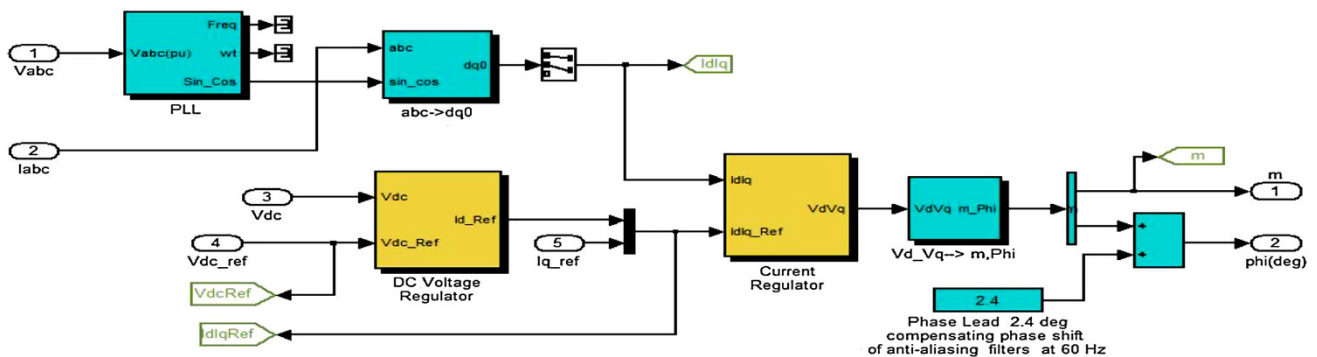 1
Vabc
Vabc(pu)
Freq
wt
Sin_Cos
PLL
abc
sin_cos
dq0
abc->dq0
IdIq
2
Iabc
3
Vdc
4
Vdc_ref
VdcRef
IdIqRef
Vdc
Vdc_Ref
Id_Ref
DC Voltage
Regulator
5
Iq_ref
IdIq
IdIq_Ref
VdVq
Current
Regulator
VdVq m_Phi
Vd_Vq--> m,Phi
m
m
m
1
+
+
2
phi(deg)
2.4
Phase Lead 2.4 deg
compensating phase shift
of anti-aliasing filters at 60 Hz